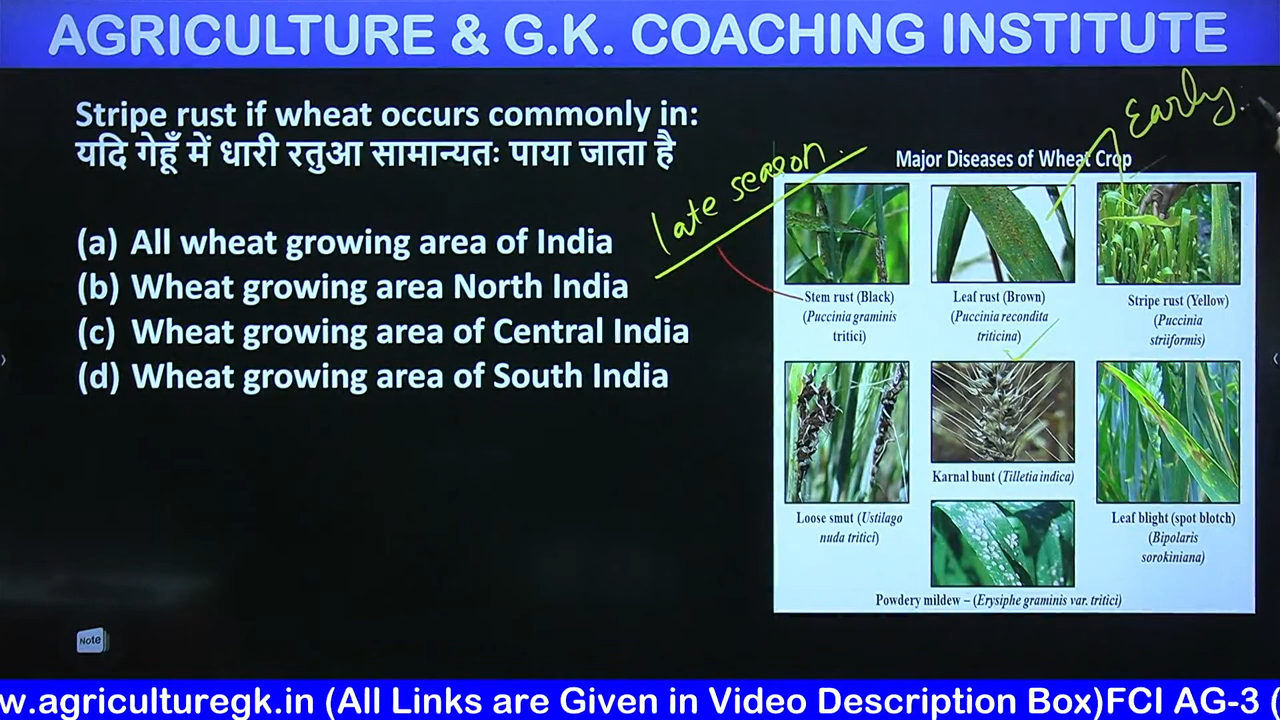 AGRICULTURE & G.K. COACHING INSTITUTE
Stripe rust if wheat occurs commonly in:
यदि गेहूँ में धारी रतुआ सामान्यतः पाया जाता है
(a) All wheat growing area of India
(b) Wheat growing area North India
(c) Wheat growing area of Central India
(d) Wheat growing area of South India
late season.
Early.
Major Diseases of Wheat Crop
Stem rust (Black)
(Puccinia graminis
tritici)
Leaf rust (Brown)
(Puccinia recondita
triticina)
Stripe rust (Yellow)
(Puccinia
striiformis)
Loose smut (Ustilago
nuda tritici)
Karnal bunt (Tilletia indica)
Leaf blight (spot blotch)
(Bipolaris
sorokiniana)
Powdery mildew – (Erysiphe graminis var. tritici)
Note
w.agriculturegk.in (All Links are Given in Video Description Box)FCI AG-3 (